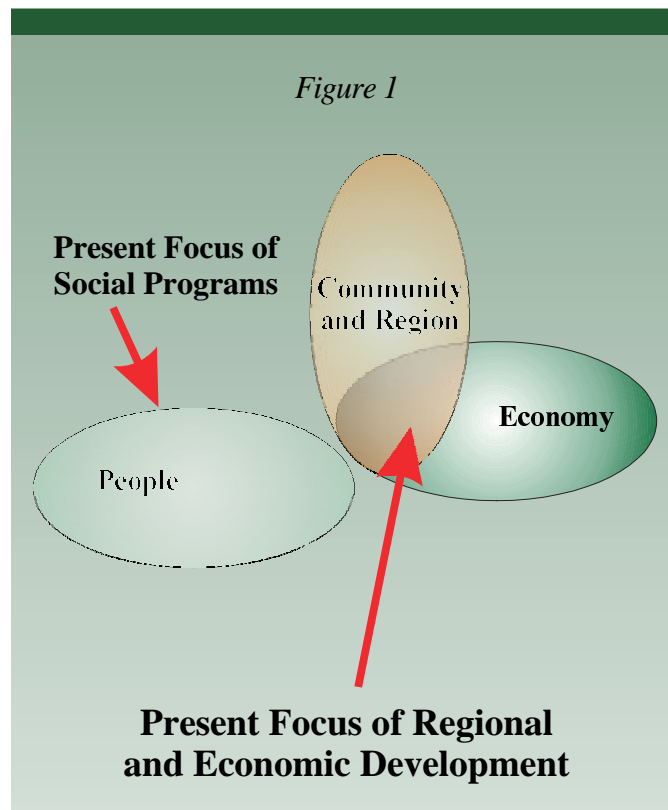 Figure 1
Present Focus of
Social Programs
Community
and Region
Economy
People
Present Focus of Regional
and Economic Development